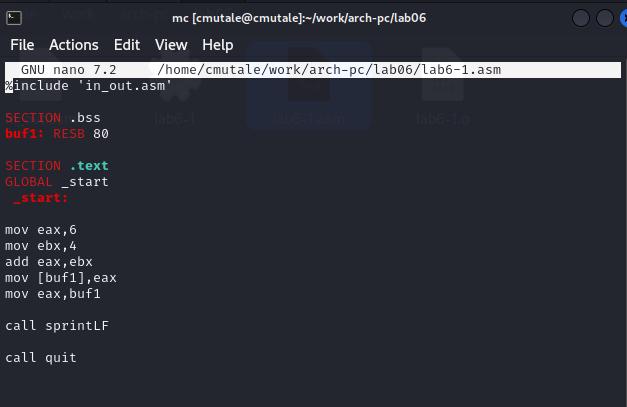 mc [cmutale@cmutale]:~/work/arch-pc/lab06
File Actions Edit View Help
GNU nano 7.2 /home/cmutale/work/arch-pc/lab06/lab6-1.asm
%include 'in_out.asm'
SECTION .bss
buf1: RESB 80
SECTION .text
GLOBAL _start
_start:
mov eax,6
mov ebx,4
add eax,ebx
mov [buf1],eax
mov eax,buf1
call sprintLF
call quit